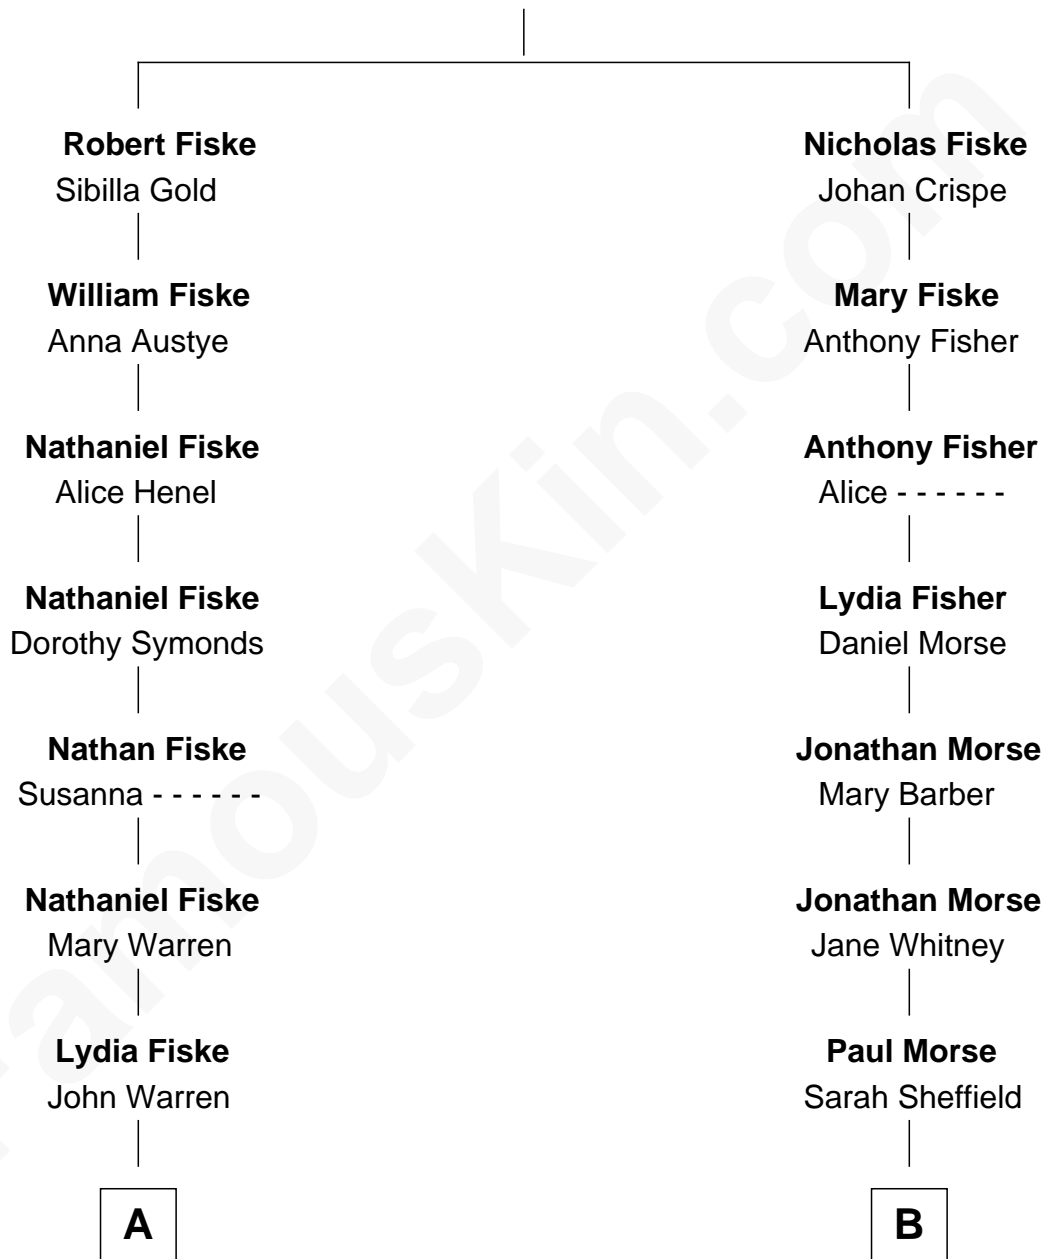 Robert Fiske
Sibilla Gold
William Fiske
Anna Austye
Nathaniel Fiske
Alice Henel
Nathaniel Fiske
Dorothy Symonds
Nathan Fiske
Susanna - - - - - -
Nathaniel Fiske
Mary Warren
Lydia Fiske
John Warren
A
Nicholas Fiske
Johan Crispe
Mary Fiske
Anthony Fisher
Anthony Fisher
Alice - - - - - -
Lydia Fisher
Daniel Morse
Jonathan Morse
Mary Barber
Jonathan Morse
Jane Whitney
Paul Morse
Sarah Sheffield
B
FamousKin.com